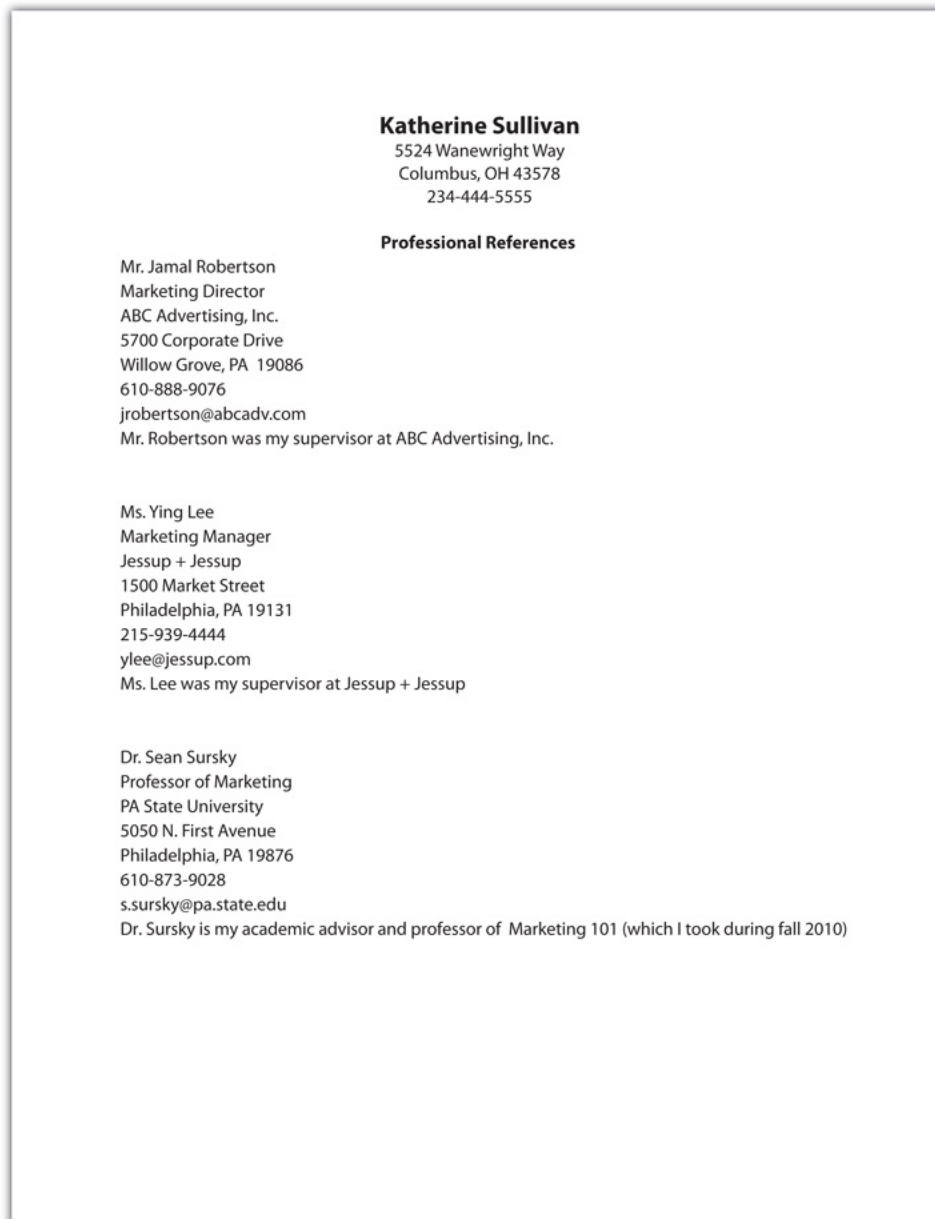 Katherine Sullivan
5524 Wanewright Way
Columbus, OH 43578
234-444-5555
Professional References
Mr. Jamal Robertson
Marketing Director
ABC Advertising, Inc.
5700 Corporate Drive
Willow Grove, PA  19086
610-888-9076
jrobertson@abcadv.com
Mr. Robertson was my supervisor at ABC Advertising, Inc.
Ms. Ying Lee
Marketing Manager
Jessup + Jessup
1500 Market Street
Philadelphia, PA 19131
215-939-4444
ylee@jessup.com
Ms. Lee was my supervisor at Jessup + Jessup
Dr. Sean Sursky
Professor of Marketing
PA State University
5050 N. First Avenue
Philadelphia, PA 19876
610-873-9028
s.sursky@pa.state.edu
Dr. Sursky is my academic advisor and professor of  Marketing 101 (which I took during fall 2010)